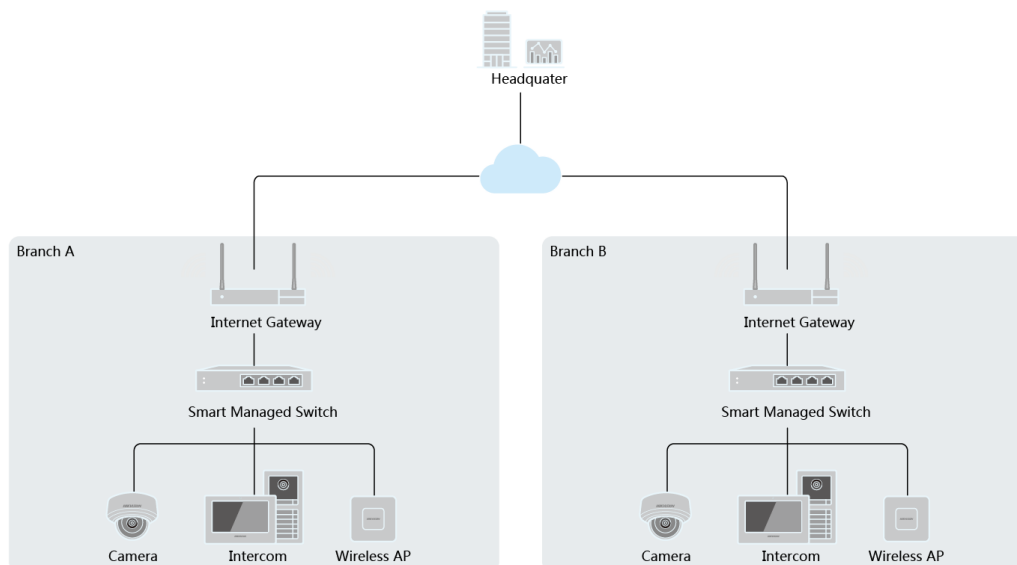 Headquater
Branch A
Branch B
Internet Gateway
Internet Gateway
Smart Managed Switch
Smart Managed Switch
Camera
Intercom
Wireless AP
Camera
Intercom
Wireless AP